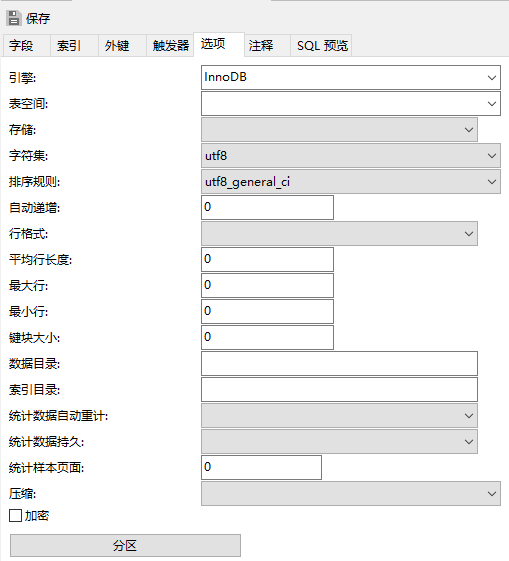 保存
字段 索引 外键 触发器 选项 注释 SQL 预览
引擎: InnoDB
表空间:
存储:
字符集: utf8
排序规则: utf8_general_ci
自动递增: 0
行格式:
平均行长度: 0
最大行: 0
最小行: 0
键块大小: 0
数据目录:
索引目录:
统计数据自动重计:
统计数据持久:
统计样本页面: 0
压缩:
加密
分区